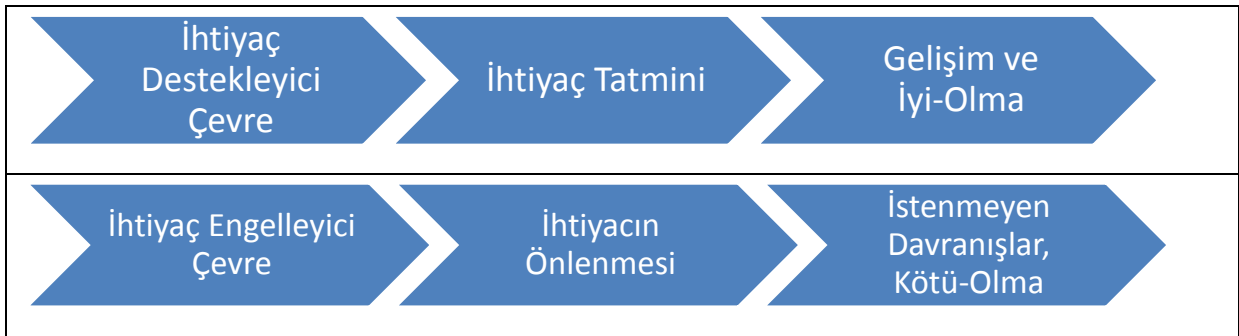 İhtiyaç
Destekleyici
Çevre
İhtiyaç Tatmini
Gelişim ve
İyi-Olma
İhtiyaç Engelleyici
Çevre
İhtiyacın
Önlenmesi
İstenmeyen
Davranışlar,
Kötü-Olma